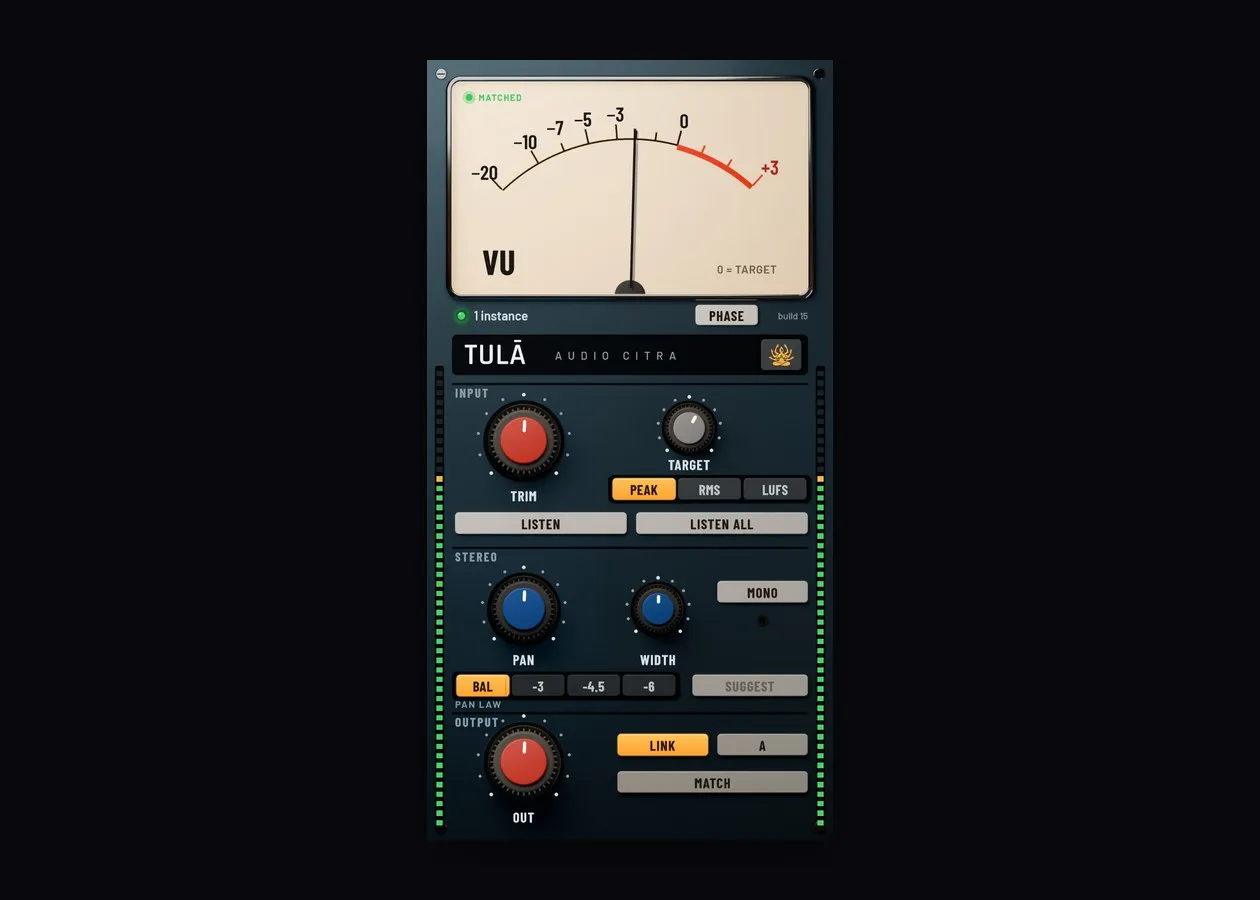 MATCHED
-20 -10 -7 -5 -3 0 +3
VU
0 = TARGET
1 instance
PHASE
build 15
TULĀ
AUDIO CITRA
INPUT
TRIM
TARGET
PEAK RMS LUFS
LISTEN
LISTEN ALL
STEREO
MONO
PAN
WIDTH
BAL -3 -4.5 -6
SUGGEST
PAN LAW
OUTPUT
LINK
A
MATCH
OUT